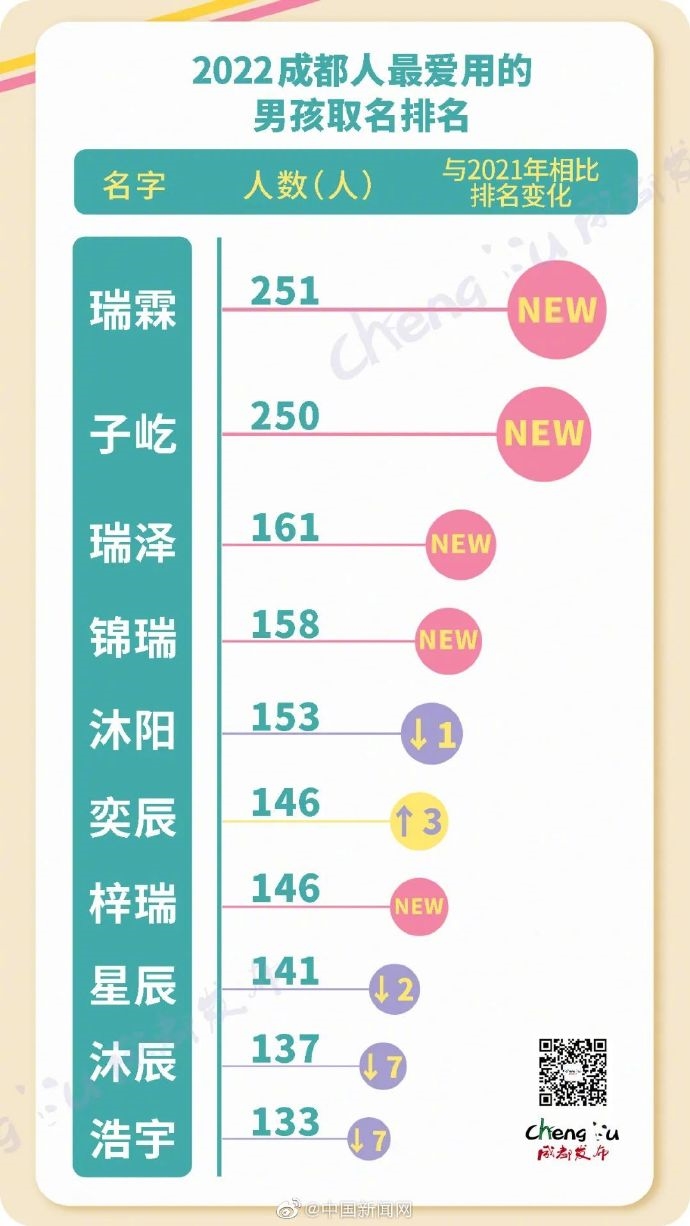 2022成都人最爱用的
男孩取名排名
名字 人数(人) 与2021年相比
排名变化
瑞霖 251 NEW
子屹 250 NEW
瑞泽 161 NEW
锦瑞 158 NEW
沐阳 153 ↓1
奕辰 146 ↑3
梓瑞 146 NEW
星辰 141 ↓2
沐辰 137 ↓7
浩宇 133 ↓7
Chengdu
成都发布
@中国新闻网